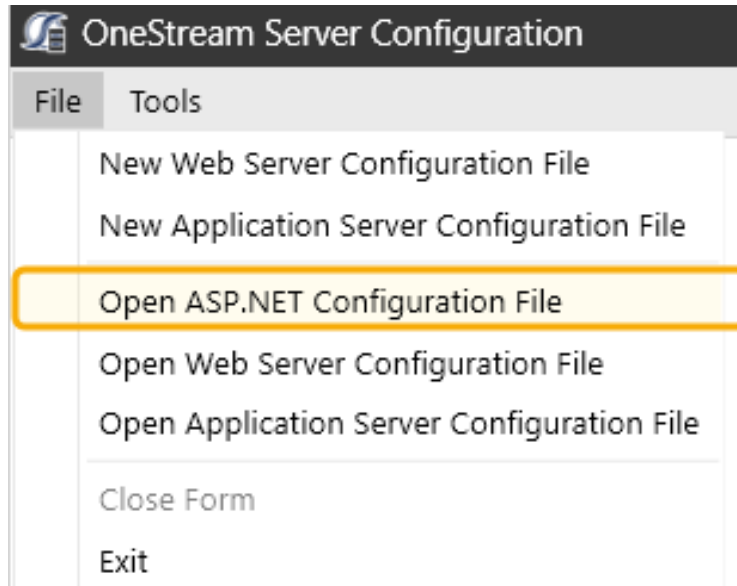 OneStream Server Configuration
File Tools
New Web Server Configuration File
New Application Server Configuration File
Open ASP.NET Configuration File
Open Web Server Configuration File
Open Application Server Configuration File
Close Form
Exit